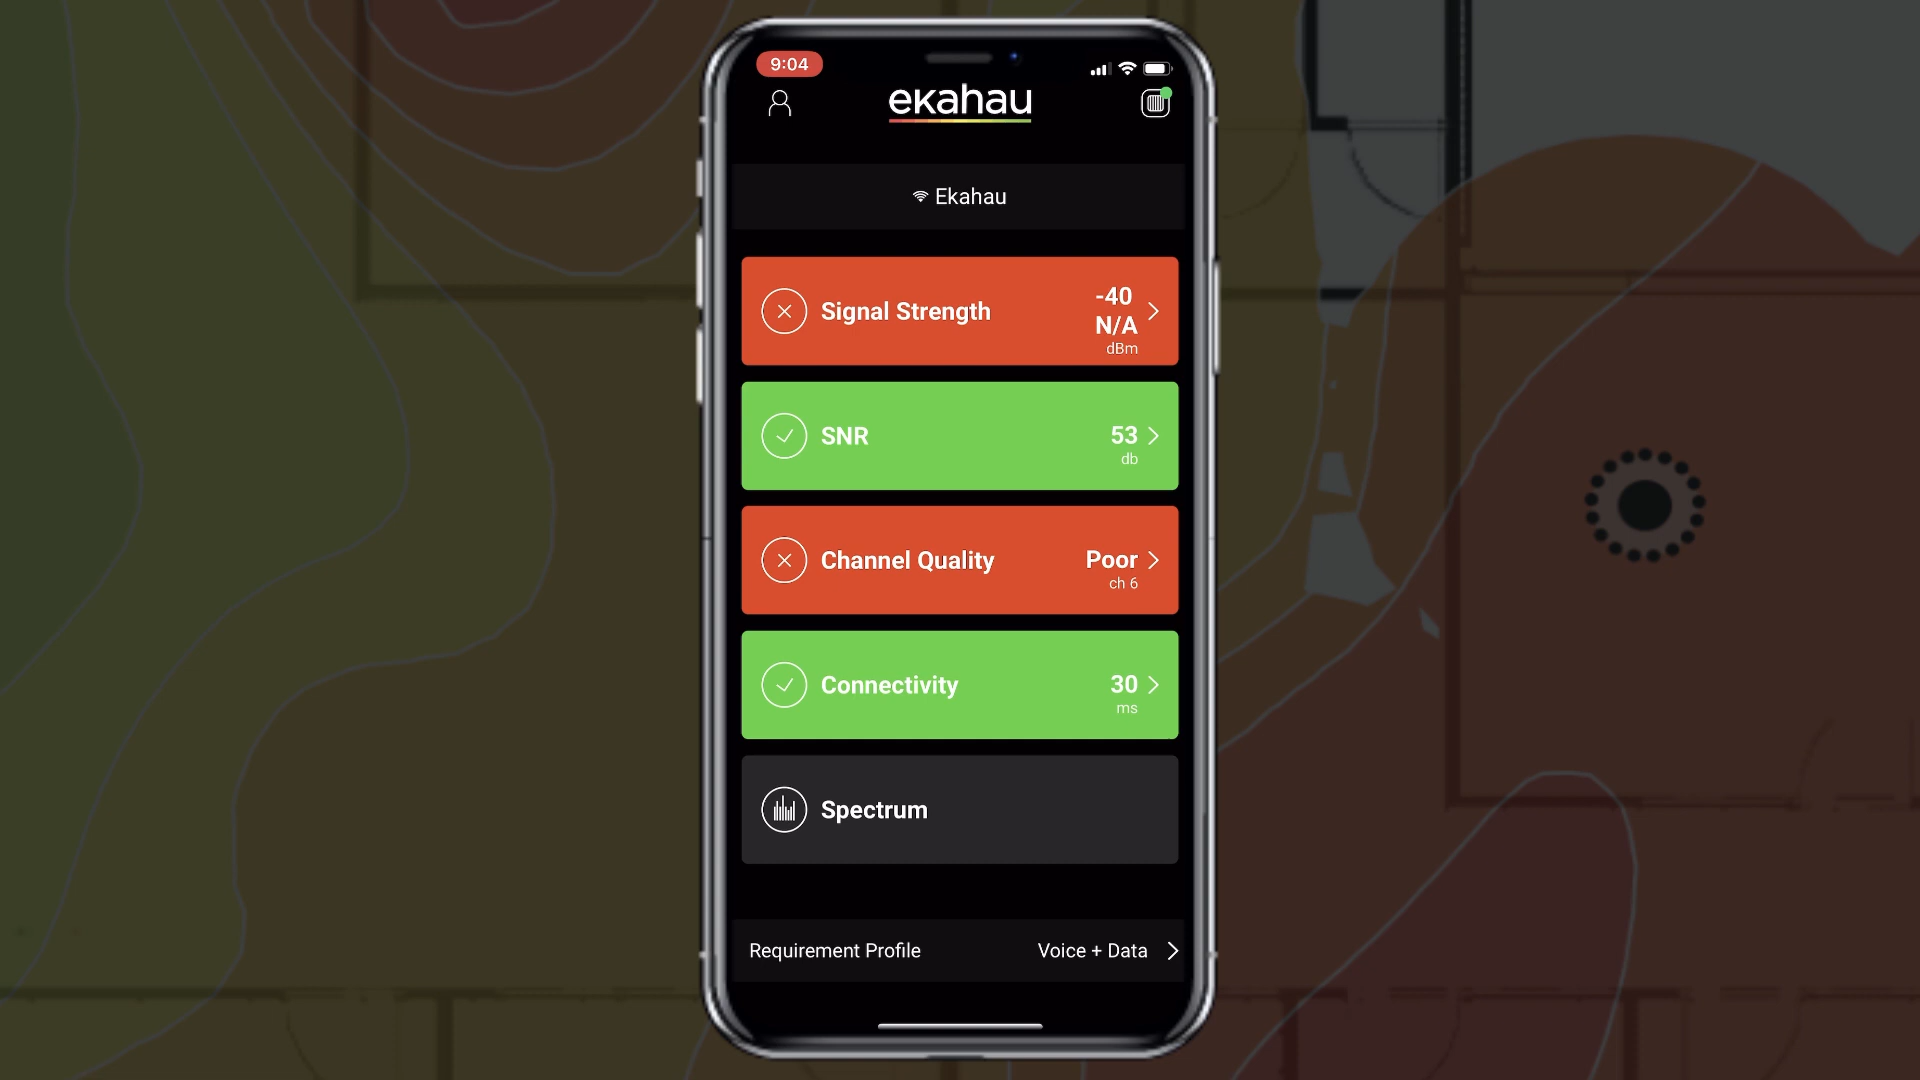 9:04
ekahau
Ekahau
Signal Strength
-40
N/A
dBm
SNR
53
db
Channel Quality
Poor
ch 6
Connectivity
30
ms
Spectrum
Requirement Profile
Voice + Data